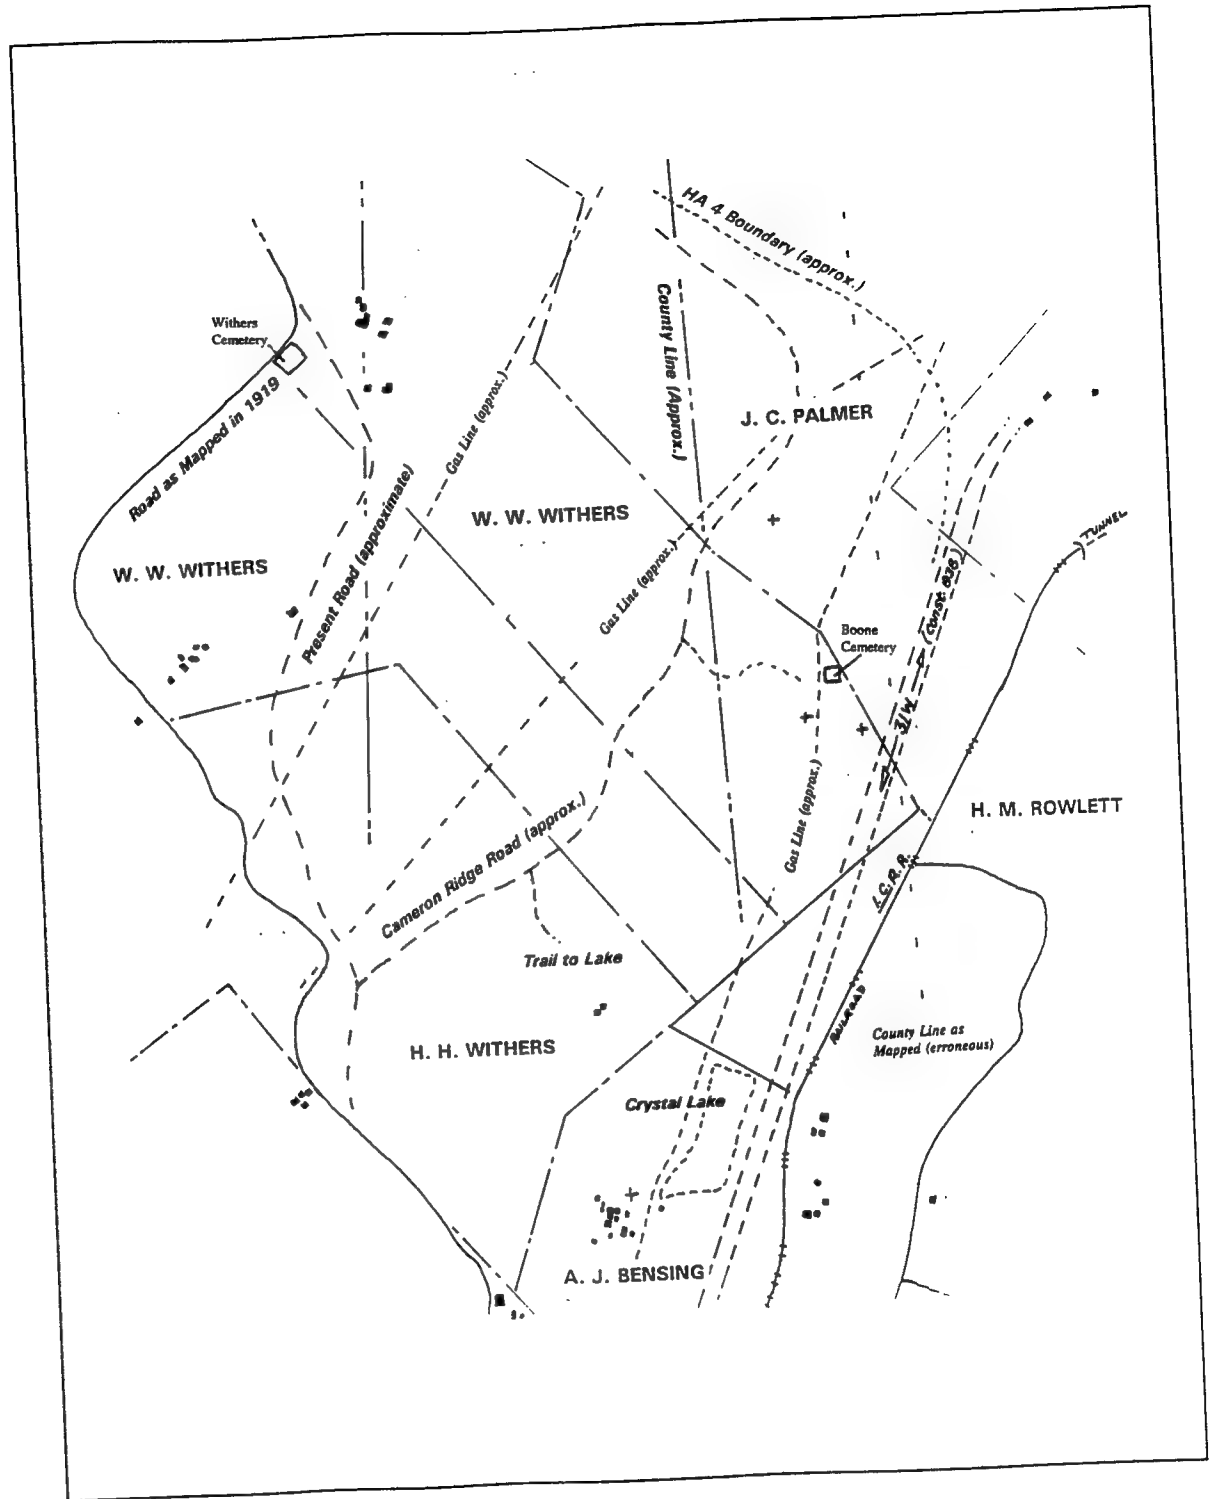 HA 4 Boundary (approx.)
Withers
Cemetery
Road as Mapped in 1919
Gas Line (approx.)
County Line (Approx.)
J. C. PALMER
W. W. WITHERS
W. W. WITHERS
Present Road (approximate)
Gas Line (approx.)
TUNNEL
Boone
Cemetery
H. M. ROWLETT
Gas Line (approx.)
Cameron Ridge Road (approx.)
I.C.R.R.
Trail to Lake
RAILROAD
County Line as
Mapped (erroneous)
H. H. WITHERS
Crystal Lake
A. J. BENSING